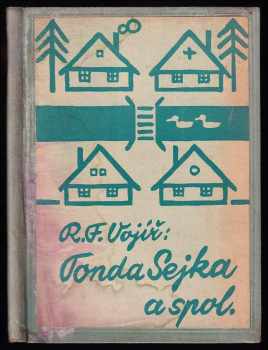 R.F. Vojíř:
Tonda Sejka
a spol.